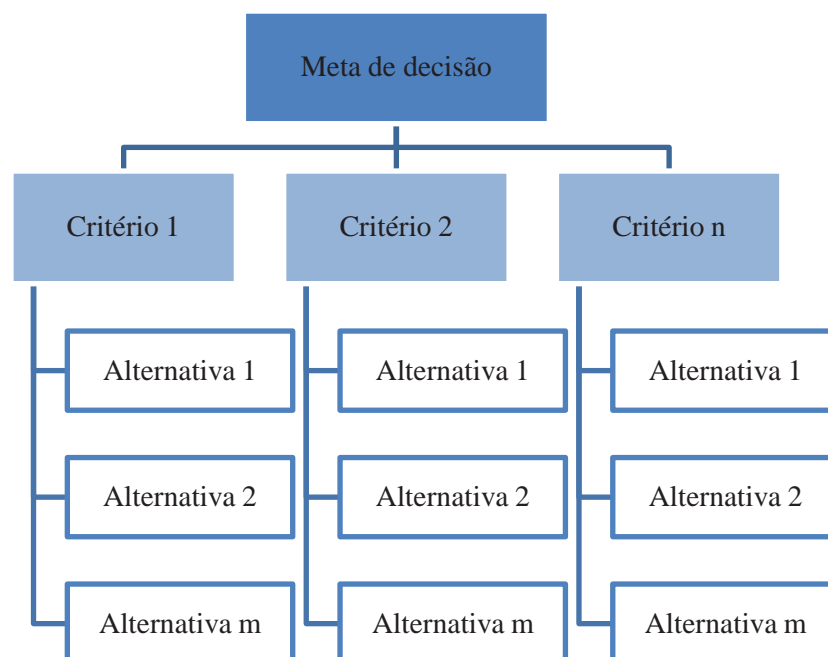 Meta de decisão
Critério 1
Critério 2
Critério n
Alternativa 1
Alternativa 1
Alternativa 1
Alternativa 2
Alternativa 2
Alternativa 2
Alternativa m
Alternativa m
Alternativa m